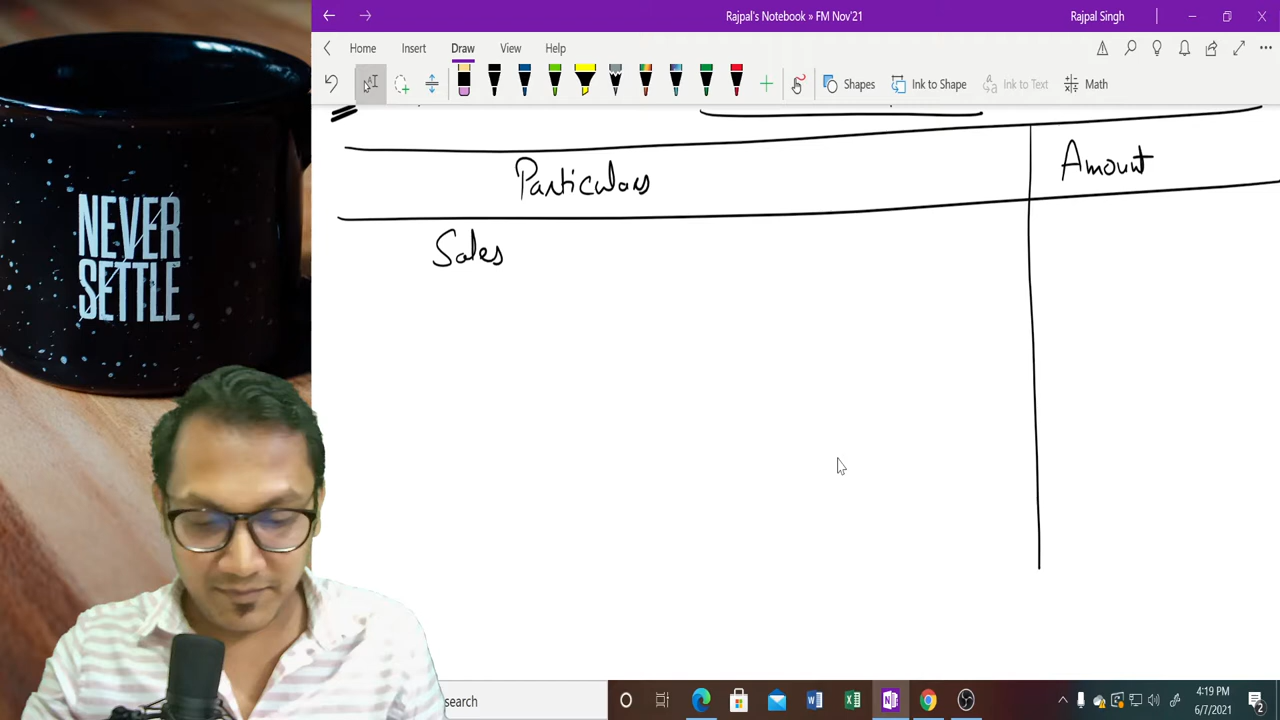 Rajpal's Notebook » FM Nov'21
Rajpal Singh
Home Insert Draw View Help
Shapes Ink to Shape Ink to Text Math
Particulars Amount
Sales
NEVER
SETTLE
search
4:19 PM
6/7/2021
2